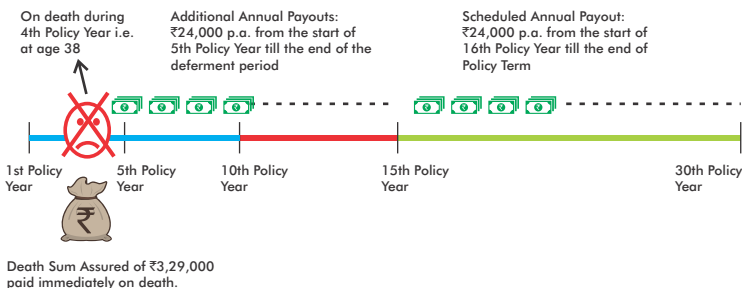 On death during
4th Policy Year i.e.
at age 38
Additional Annual Payouts:
₹24,000 p.a. from the start of
5th Policy Year till the end of the
deferment period
Scheduled Annual Payout:
₹24,000 p.a. from the start of
16th Policy Year till the end of
Policy Term
1st Policy
Year
5th Policy
Year
10th Policy
Year
15th Policy
Year
30th Policy
Year
₹
Death Sum Assured of ₹3,29,000
paid immediately on death.